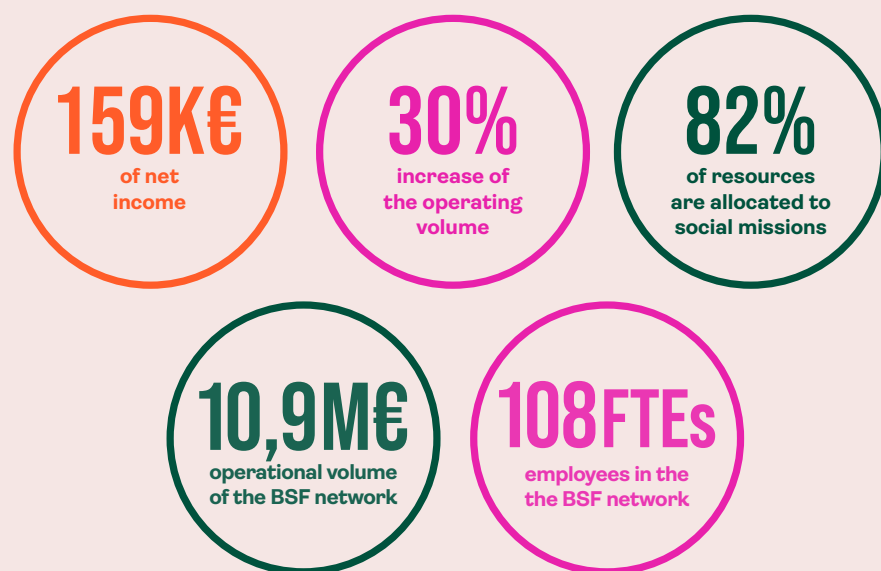 159K€
of net
income
30%
increase of
the operating
volume
82%
of resources
are allocated to
social missions
10,9M€
operational volume
of the BSF network
108FTEs
employees in the
the BSF network